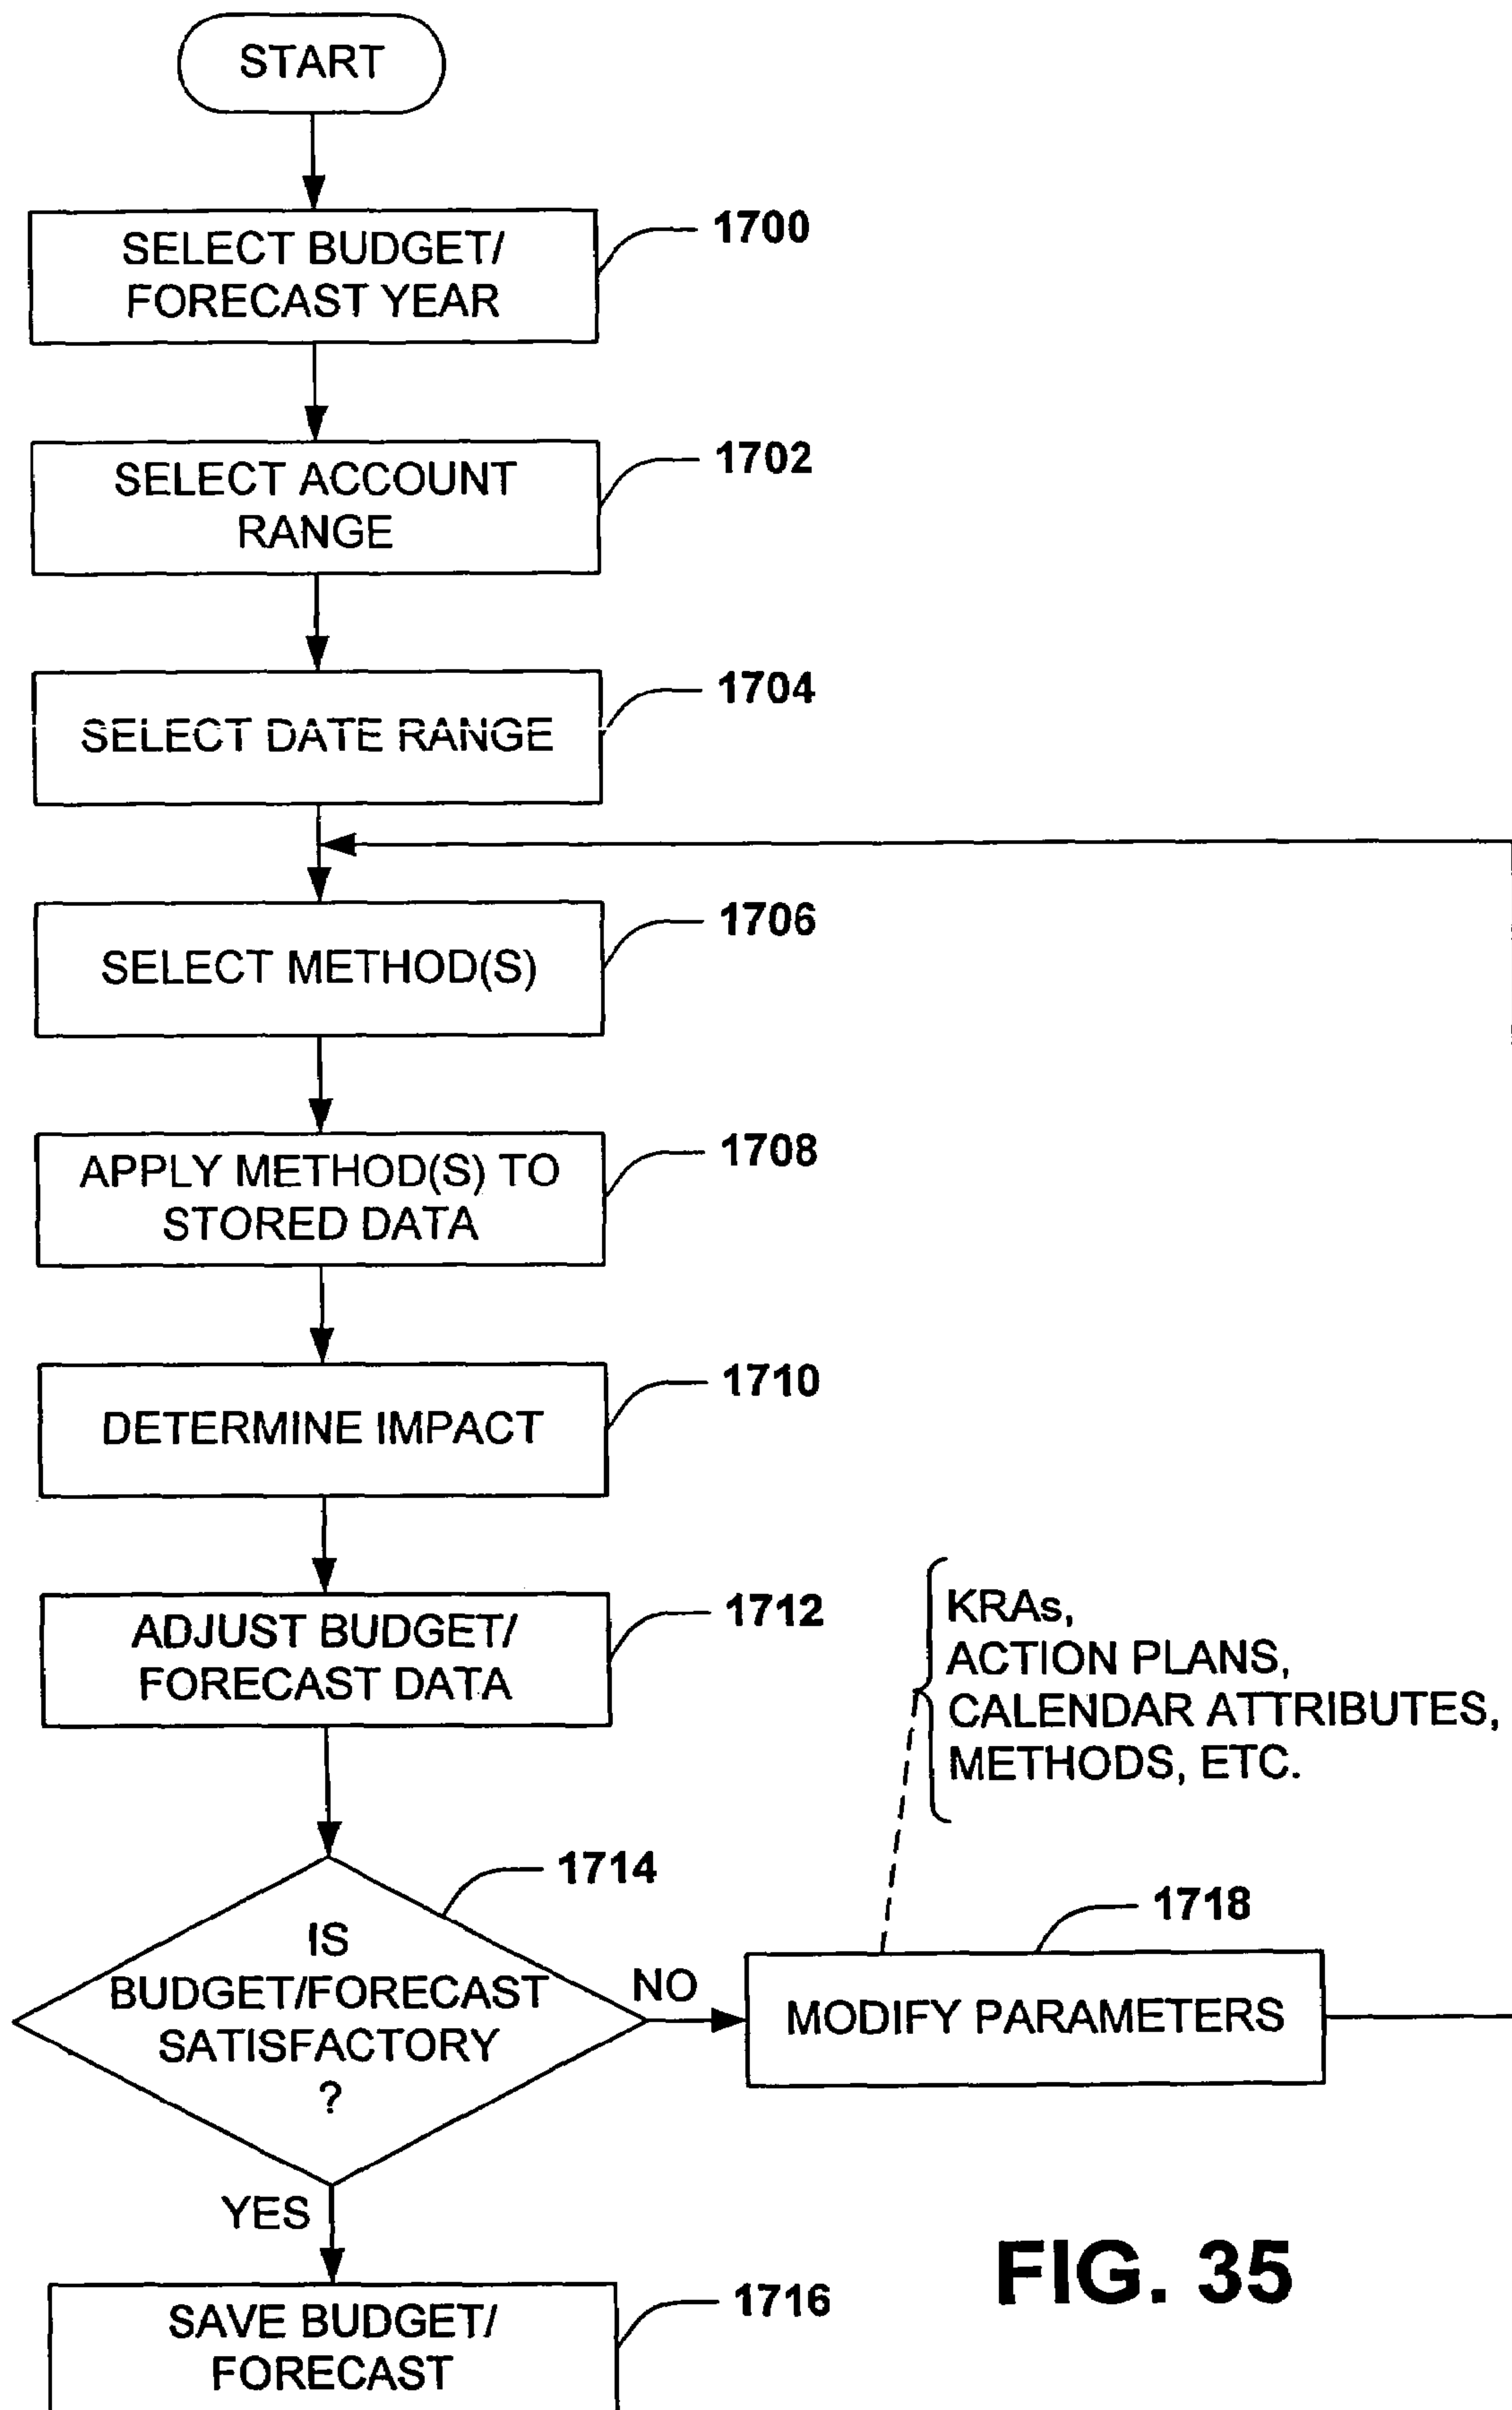 START
SELECT BUDGET/
FORECAST YEAR
1700
SELECT ACCOUNT
RANGE
1702
SELECT DATE RANGE
1704
SELECT METHOD(S)
1706
APPLY METHOD(S) TO
STORED DATA
1708
DETERMINE IMPACT
1710
ADJUST BUDGET/
FORECAST DATA
1712
KRAs,
ACTION PLANS,
CALENDAR ATTRIBUTES,
METHODS, ETC.
IS
BUDGET/FORECAST
SATISFACTORY
?
1714
NO
MODIFY PARAMETERS
1718
YES
SAVE BUDGET/
FORECAST
1716
FIG. 35